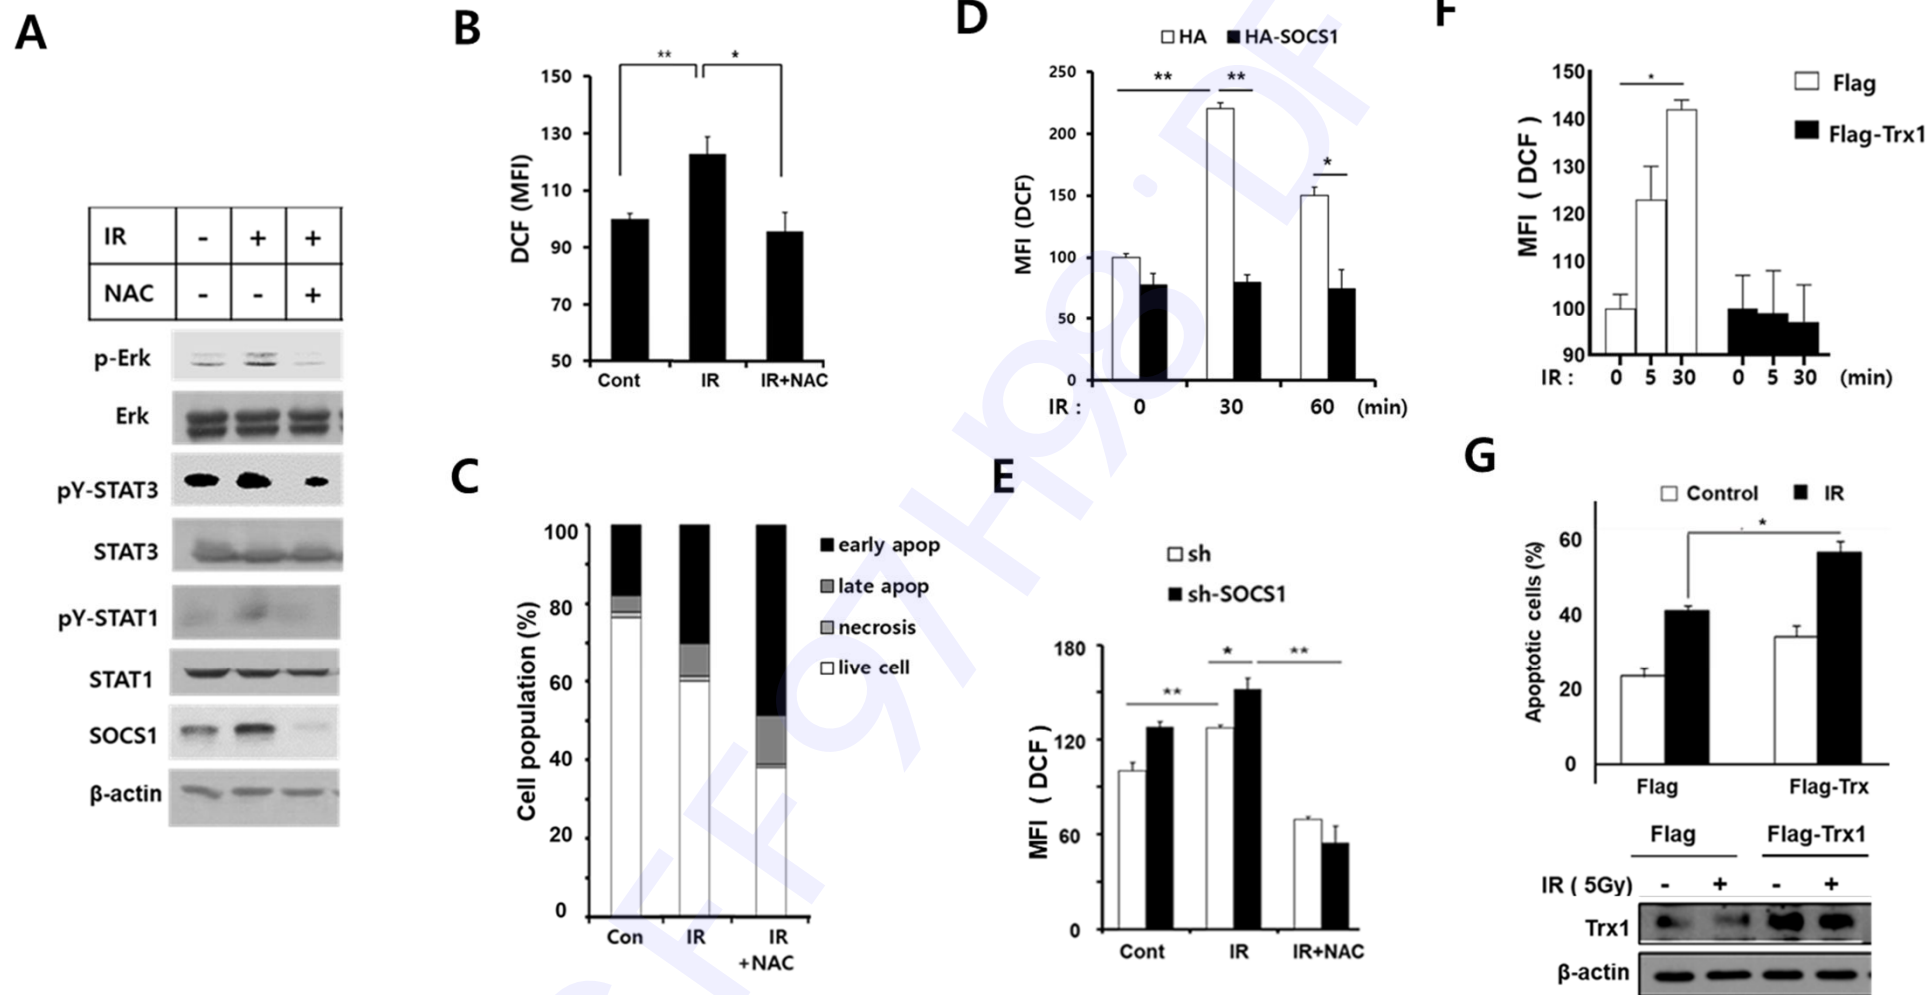 A
IR - + +
NAC - - +
p-Erk
Erk
pY-STAT3
STAT3
pY-STAT1
STAT1
SOCS1
β-actin
B
** *
150
130
110
90
70
50
DCF (MFI)
Cont IR IR+NAC
C
100
80
60
40
20
0
Cell population (%)
early apop
late apop
necrosis
live cell
Con IR IR
+NAC
D
HA HA-SOCS1
** **
*
250
200
150
100
50
0
MFI (DCF)
IR : 0 30 60 (min)
E
sh
sh-SOCS1
* **
**
180
120
60
0
MFI ( DCF )
Cont IR IR+NAC
F
*
Flag
Flag-Trx1
150
140
130
120
110
100
90
MFI ( DCF )
IR : 0 5 30 0 5 30 (min)
G
Control IR
*
60
40
20
0
Apoptotic cells (%)
Flag Flag-Trx
Flag Flag-Trx1
IR ( 5Gy) - + - +
Trx1
β-actin